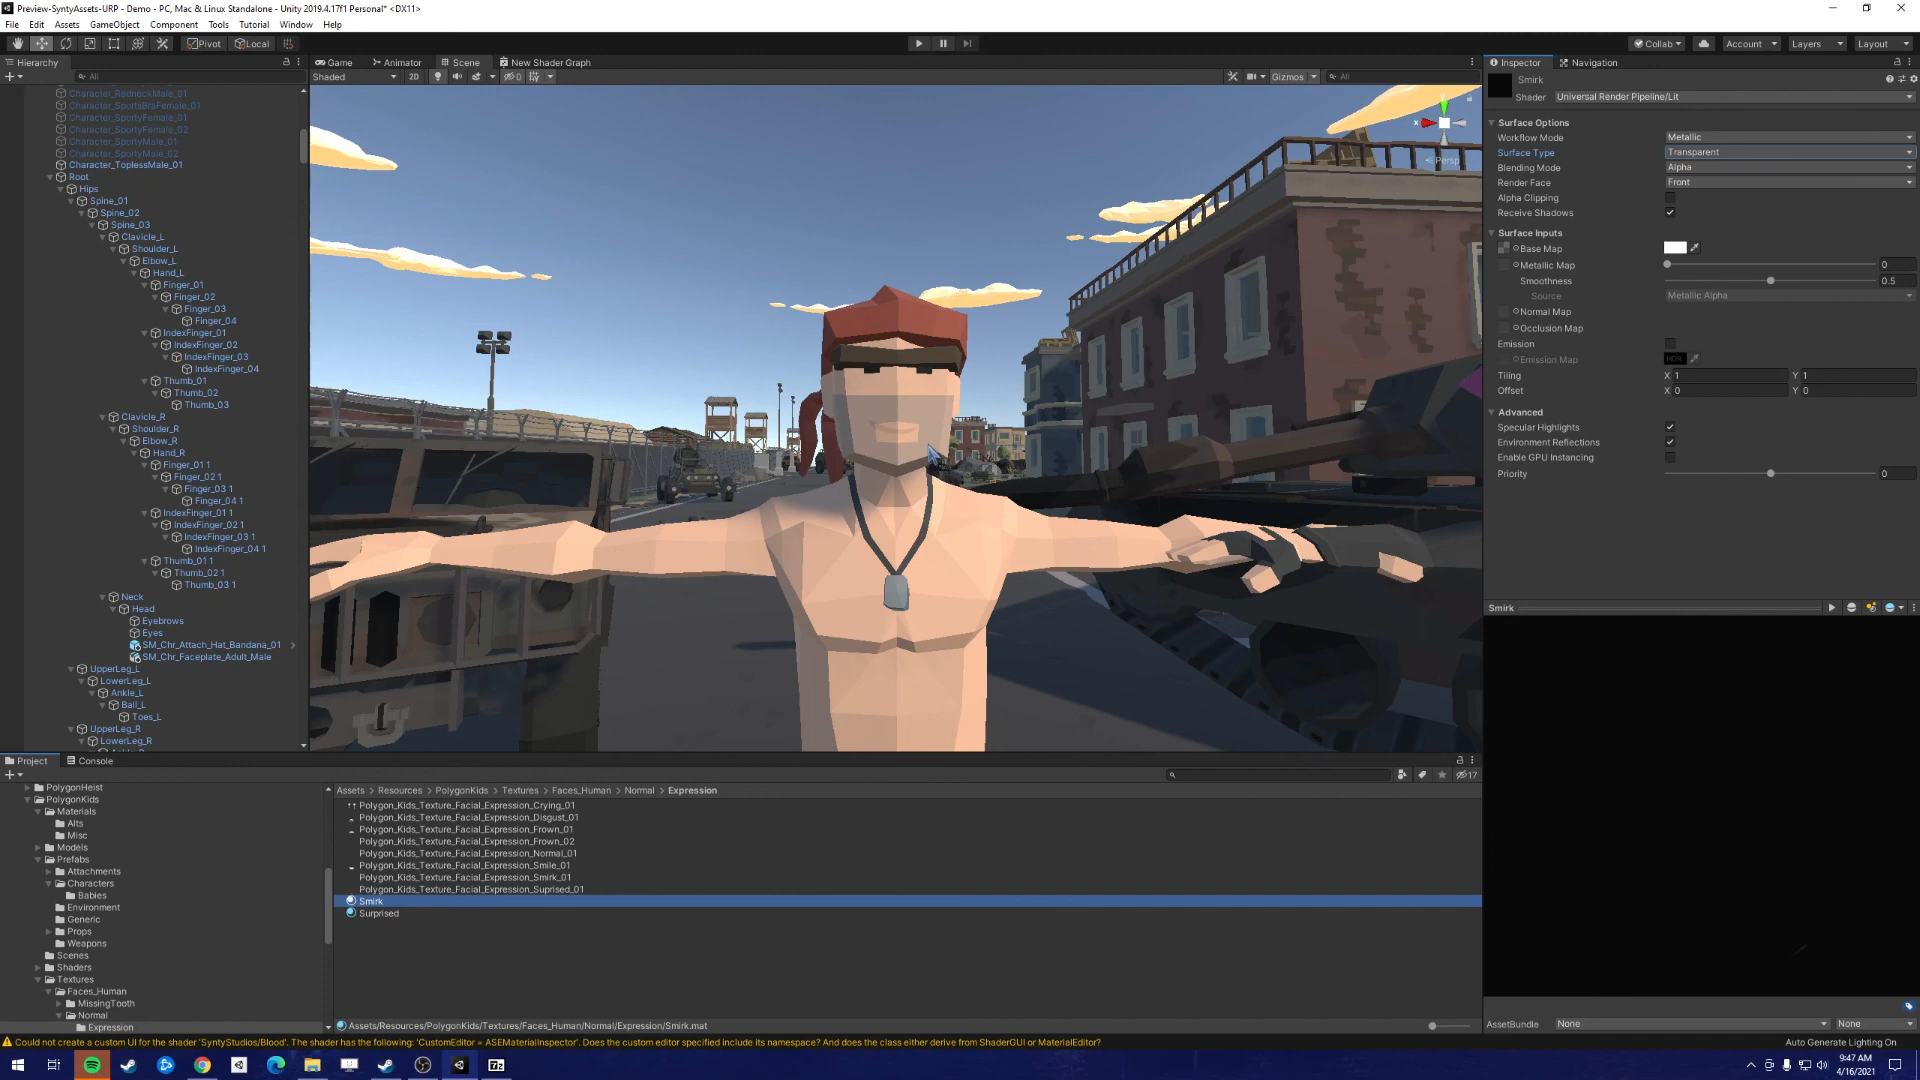 Preview-SyntyAssets-URP - Demo - PC, Mac & Linux Standalone - Unity 2019.4.17f1 Personal* <DX11>
File Edit Assets GameObject Component Tools Tutorial Window Help
Pivot Local Collab Account Layers Layout
Hierarchy Game Animator Scene New Shader Graph Inspector Navigation
All Shaded 2D 0 Gizmos All Smirk
Shader Universal Render Pipeline/Lit
Character_RedneckMale_01
Character_SportsBraFemale_01
Character_SportyFemale_01
Character_SportyFemale_02
Character_SportyMale_01
Character_SportyMale_02
Character_ToplessMale_01
Root
Hips
Spine_01
Spine_02
Spine_03
Clavicle_L
Shoulder_L
Elbow_L
Hand_L
Finger_01
Finger_02
Finger_03
Finger_04
IndexFinger_01
IndexFinger_02
IndexFinger_03
IndexFinger_04
Thumb_01
Thumb_02
Thumb_03
Clavicle_R
Shoulder_R
Elbow_R
Hand_R
Finger_01 1
Finger_02 1
Finger_03 1
Finger_04 1
IndexFinger_01 1
IndexFinger_02 1
IndexFinger_03 1
IndexFinger_04 1
Thumb_01 1
Thumb_02 1
Thumb_03 1
Neck
Head
Eyebrows
Eyes
SM_Chr_Attach_Hat_Bandana_01
SM_Chr_Faceplate_Adult_Male
UpperLeg_L
LowerLeg_L
Ankle_L
Ball_L
Toes_L
UpperLeg_R
LowerLeg_R
y
x
Persp
Surface Options
Workflow Mode Metallic
Surface Type Transparent
Blending Mode Alpha
Render Face Front
Alpha Clipping
Receive Shadows
Surface Inputs
Base Map
Metallic Map 0
Smoothness 0.5
Source Metallic Alpha
Normal Map
Occlusion Map
Emission
Emission Map HDR
Tiling X 1 Y 1
Offset X 0 Y 0
Advanced
Specular Highlights
Environment Reflections
Enable GPU Instancing
Priority 0
Smirk
AssetBundle None None
Project Console
17
PolygonHeist
PolygonKids
Materials
Alts
Misc
Models
Prefabs
Attachments
Characters
Babies
Environment
Generic
Props
Weapons
Scenes
Shaders
Textures
Faces_Human
MissingTooth
Normal
Expression
Assets > Resources > PolygonKids > Textures > Faces_Human > Normal > Expression
Polygon_Kids_Texture_Facial_Expression_Crying_01
Polygon_Kids_Texture_Facial_Expression_Disgust_01
Polygon_Kids_Texture_Facial_Expression_Frown_01
Polygon_Kids_Texture_Facial_Expression_Frown_02
Polygon_Kids_Texture_Facial_Expression_Normal_01
Polygon_Kids_Texture_Facial_Expression_Smile_01
Polygon_Kids_Texture_Facial_Expression_Smirk_01
Polygon_Kids_Texture_Facial_Expression_Suprised_01
Smirk
Surprised
Assets/Resources/PolygonKids/Textures/Faces_Human/Normal/Expression/Smirk.mat
Could not create a custom UI for the shader 'SyntyStudios/Blood'. The shader has the following: 'CustomEditor = ASEMaterialInspector'. Does the custom editor specified include its namespace? And does the class either derive from ShaderGUI or MaterialEditor?
Auto Generate Lighting On
7z
9:47 AM
4/16/2021